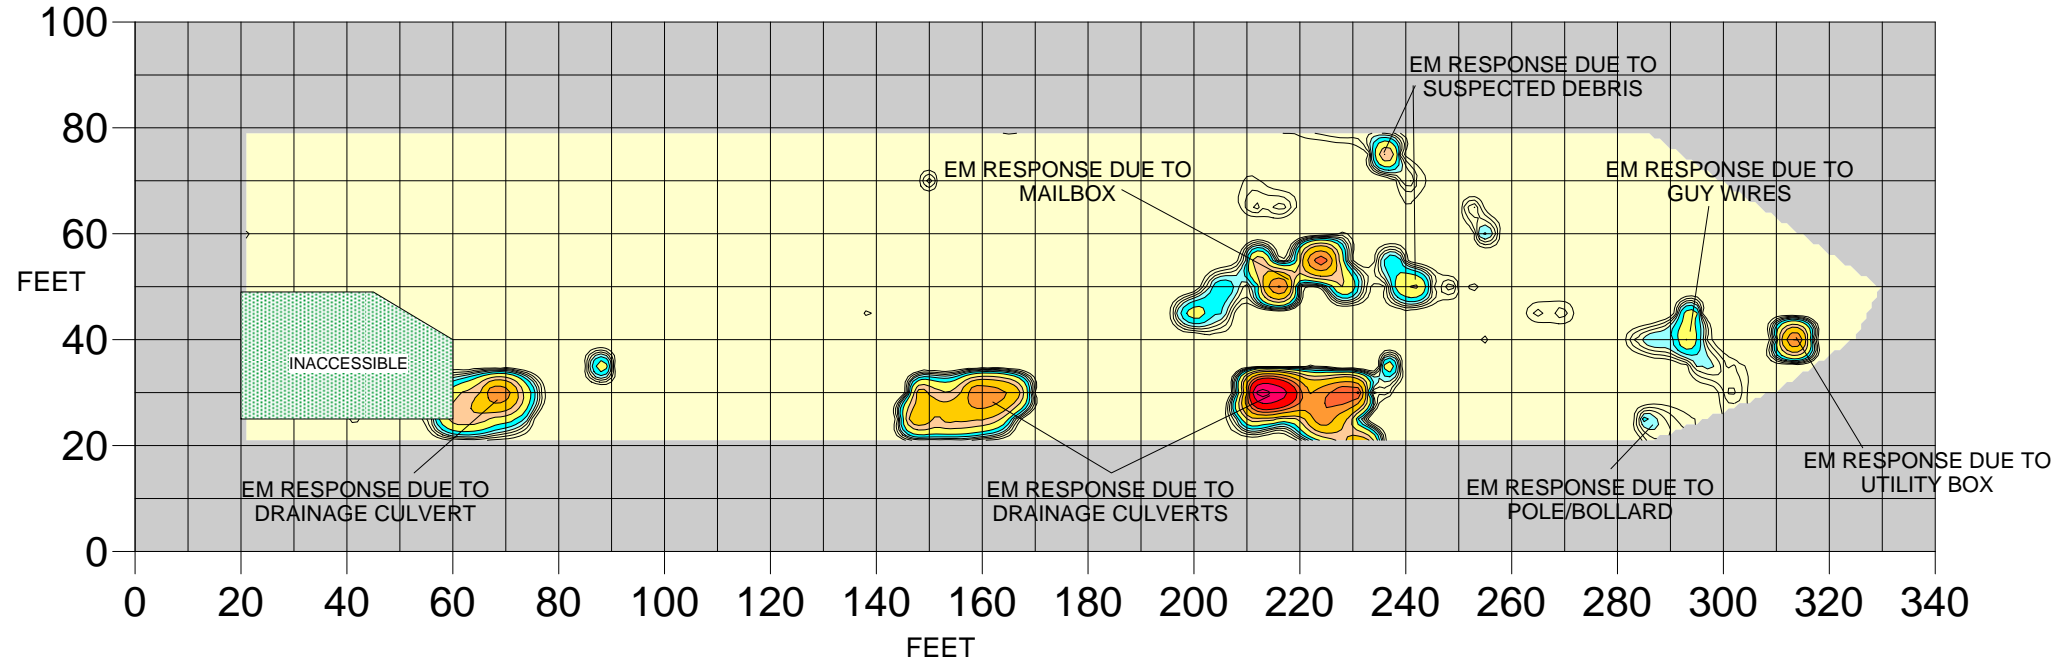 100
80
60
40
20
0
FEET
EM RESPONSE DUE TO
SUSPECTED DEBRIS
EM RESPONSE DUE TO
MAILBOX
EM RESPONSE DUE TO
GUY WIRES
INACCESSIBLE
EM RESPONSE DUE TO
DRAINAGE CULVERT
EM RESPONSE DUE TO
DRAINAGE CULVERTS
EM RESPONSE DUE TO
POLE/BOLLARD
EM RESPONSE DUE TO
UTILITY BOX
0 20 40 60 80 100 120 140 160 180 200 220 240 260 280 300 320 340
FEET